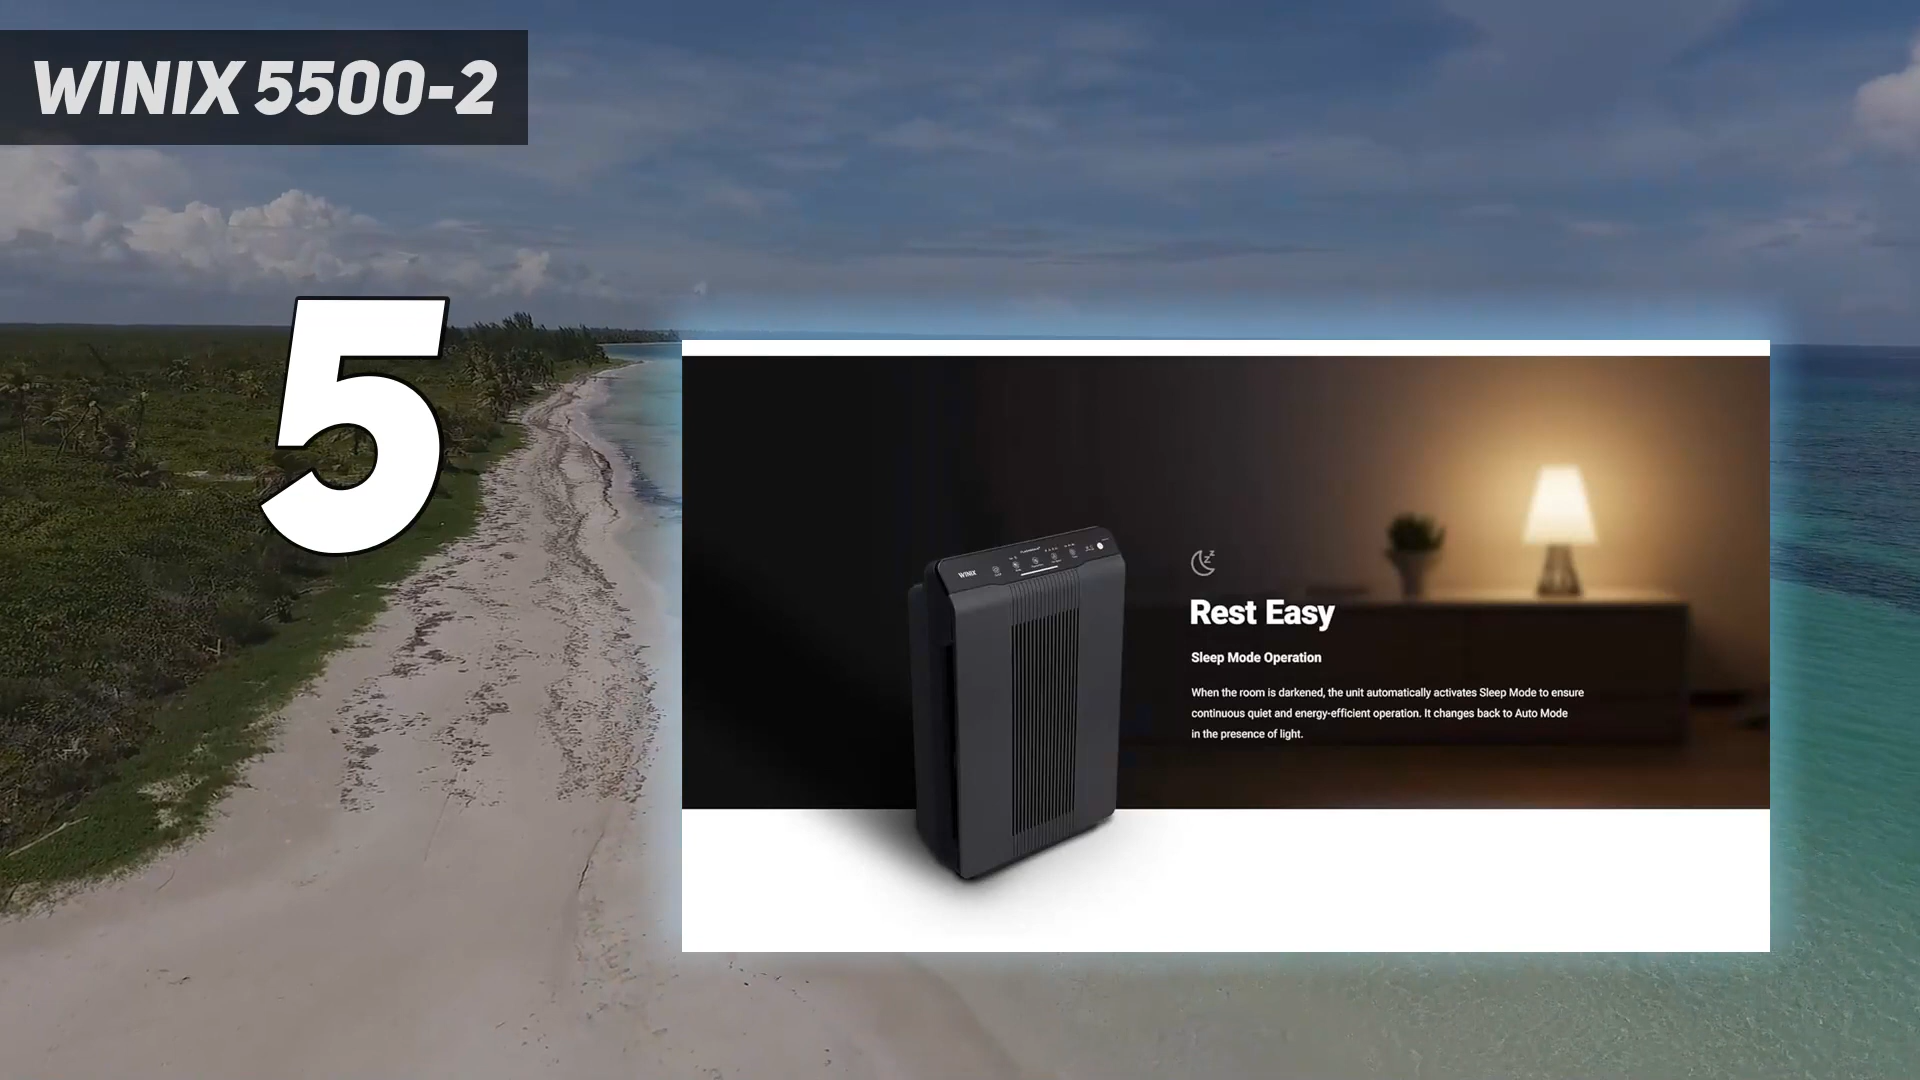 WINIX 5500-2
5
WINIX
Rest Easy
Sleep Mode Operation
When the room is darkened, the unit automatically activates Sleep Mode to ensure
continuous quiet and energy-efficient operation. It changes back to Auto Mode
in the presence of light.